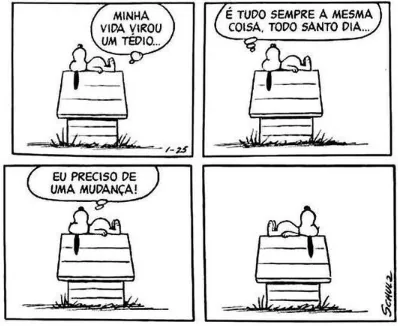 MINHA
VIDA VIROU
UM TÉDIO...
1-25
É TUDO SEMPRE A MESMA
COISA, TODO SANTO DIA...
EU PRECISO DE
UMA MUDANÇA!
SCHULZ